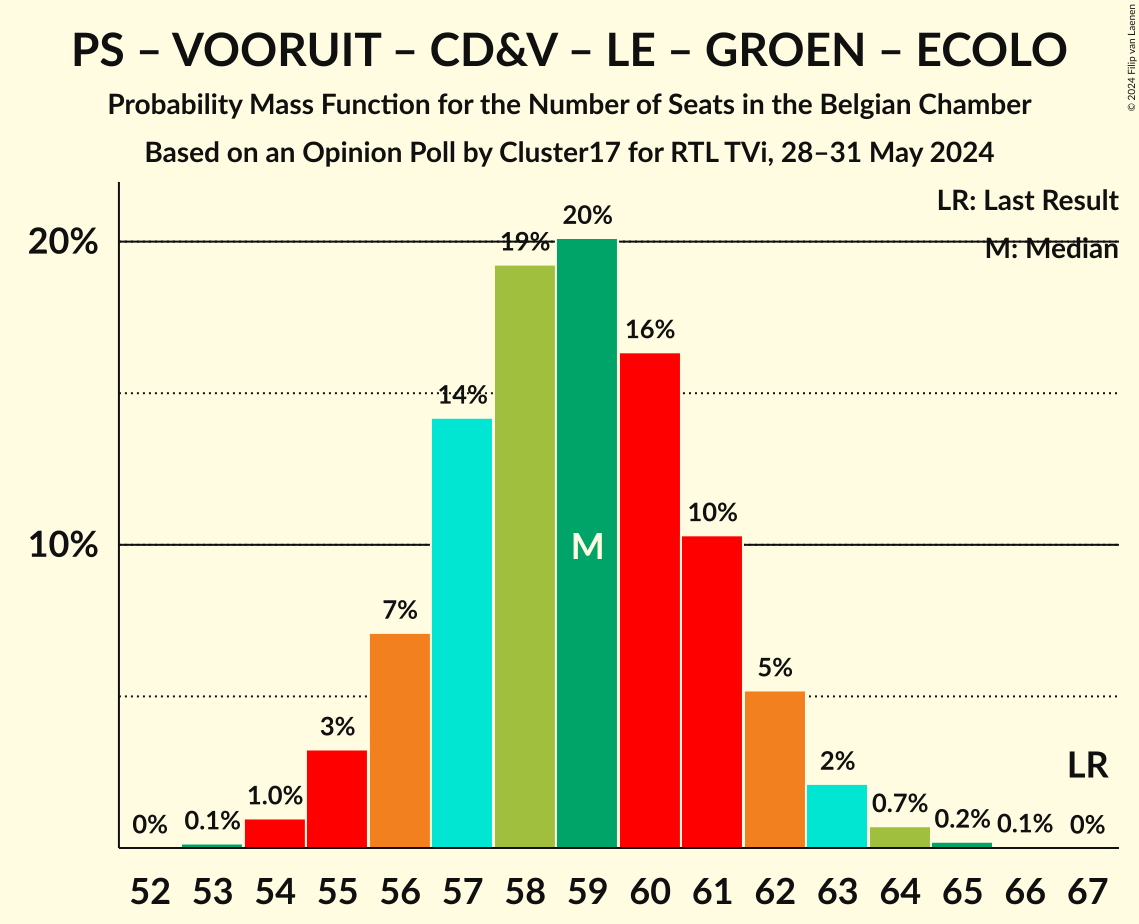 PS – VOORUIT – CD&V – LE – GROEN – ECOLO
Probability Mass Function for the Number of Seats in the Belgian Chamber
Based on an Opinion Poll by Cluster17 for RTL TVi, 28–31 May 2024
© 2024 Filip van Laenen
LR: Last Result
M: Median
20%
10%
0%
0.1%
1.0%
3%
7%
14%
19%
20%
16%
10%
5%
2%
0.7%
0.2%
0.1%
0%
M
LR
52 53 54 55 56 57 58 59 60 61 62 63 64 65 66 67